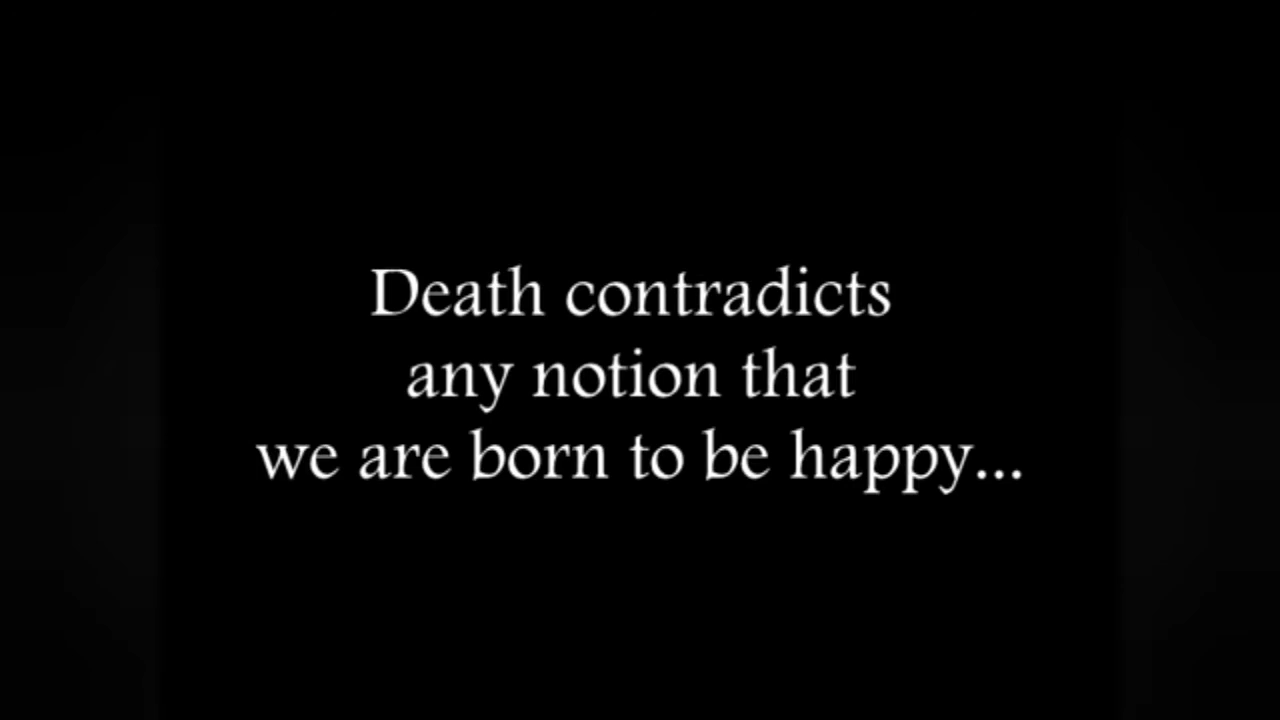 Death contradicts
any notion that
we are born to be happy...